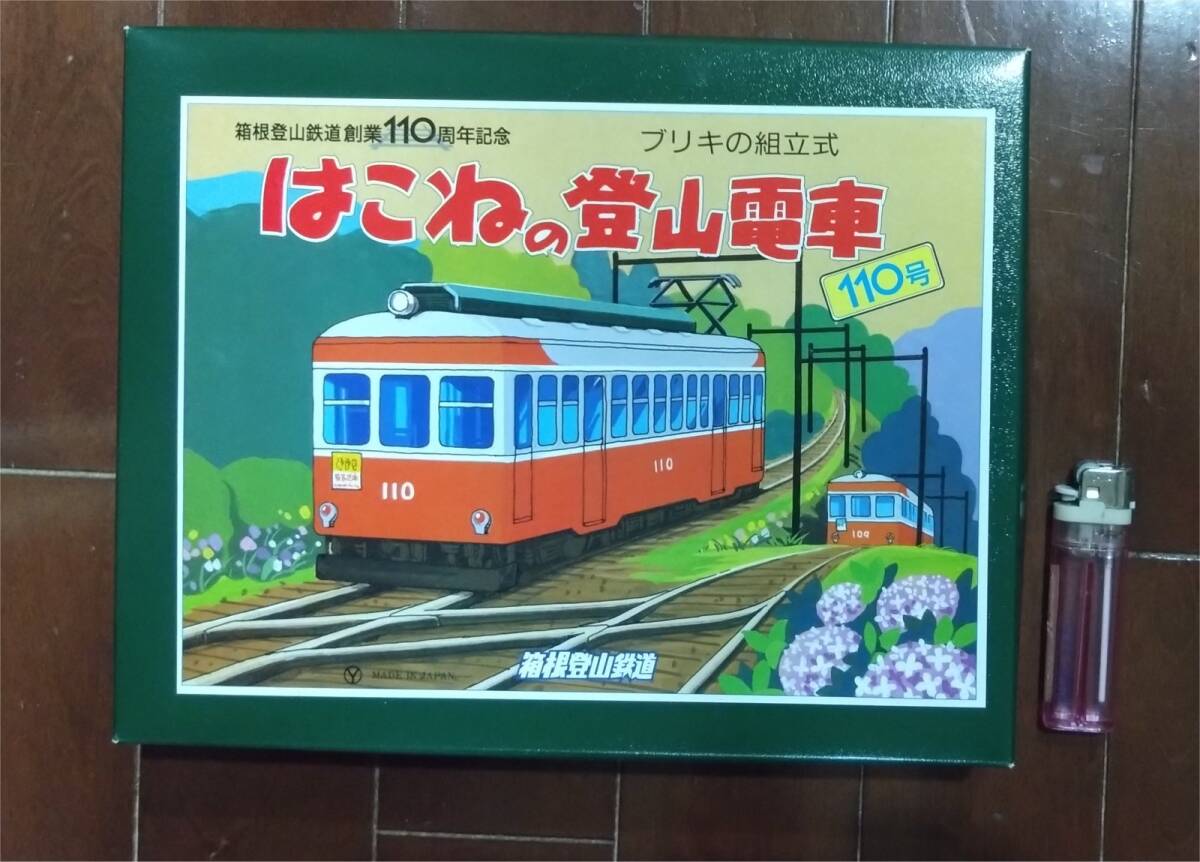 箱根登山鉄道創業110周年記念
ブリキの組立式
はこねの登山電車
110号
110
110
109
箱根登山鉄道
Y MADE IN JAPAN.